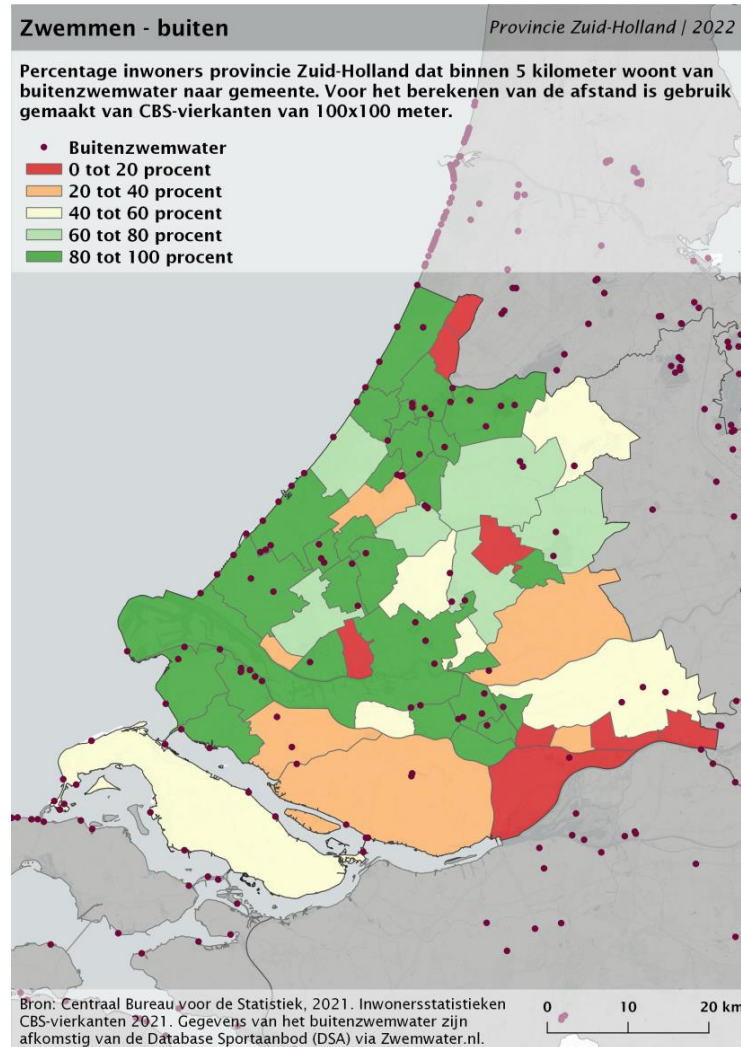 Zwemmen - buiten
Provincie Zuid-Holland | 2022
Percentage inwoners provincie Zuid-Holland dat binnen 5 kilometer woont van
buitenzwemwater naar gemeente. Voor het berekenen van de afstand is gebruik
gemaakt van CBS-vierkanten van 100x100 meter.
Buitenzwemwater
0 tot 20 procent
20 tot 40 procent
40 tot 60 procent
60 tot 80 procent
80 tot 100 procent
Bron: Centraal Bureau voor de Statistiek, 2021. Inwonersstatistieken
CBS-vierkanten 2021. Gegevens van het buitenzwemwater zijn
afkomstig van de Database Sportaanbod (DSA) via Zwemwater.nl.
0 10 20 km